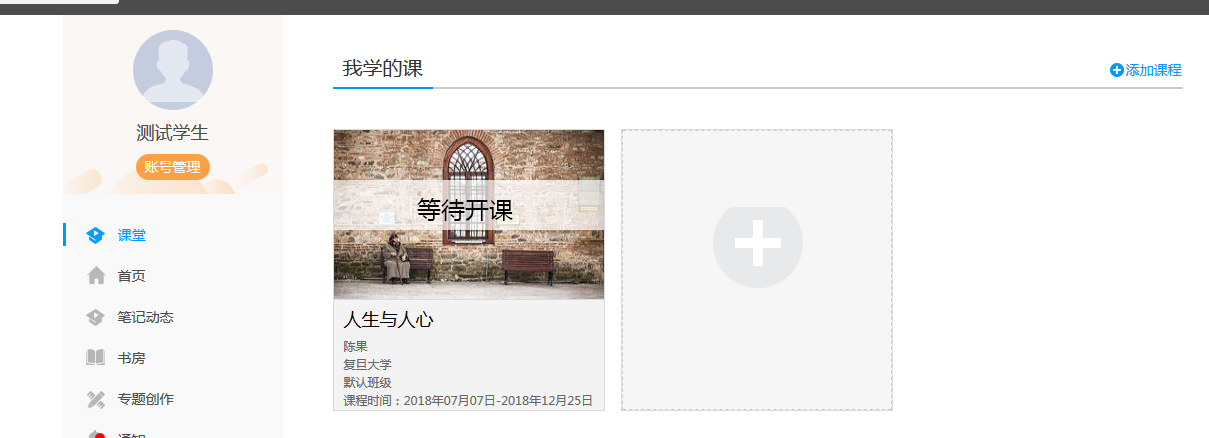 测试学生
账号管理
课堂
首页
笔记动态
书房
专题创作
通知
我学的课
添加课程
等待开课
人生与人心
陈果
复旦大学
默认班级
课程时间：2018年07月07日-2018年12月25日